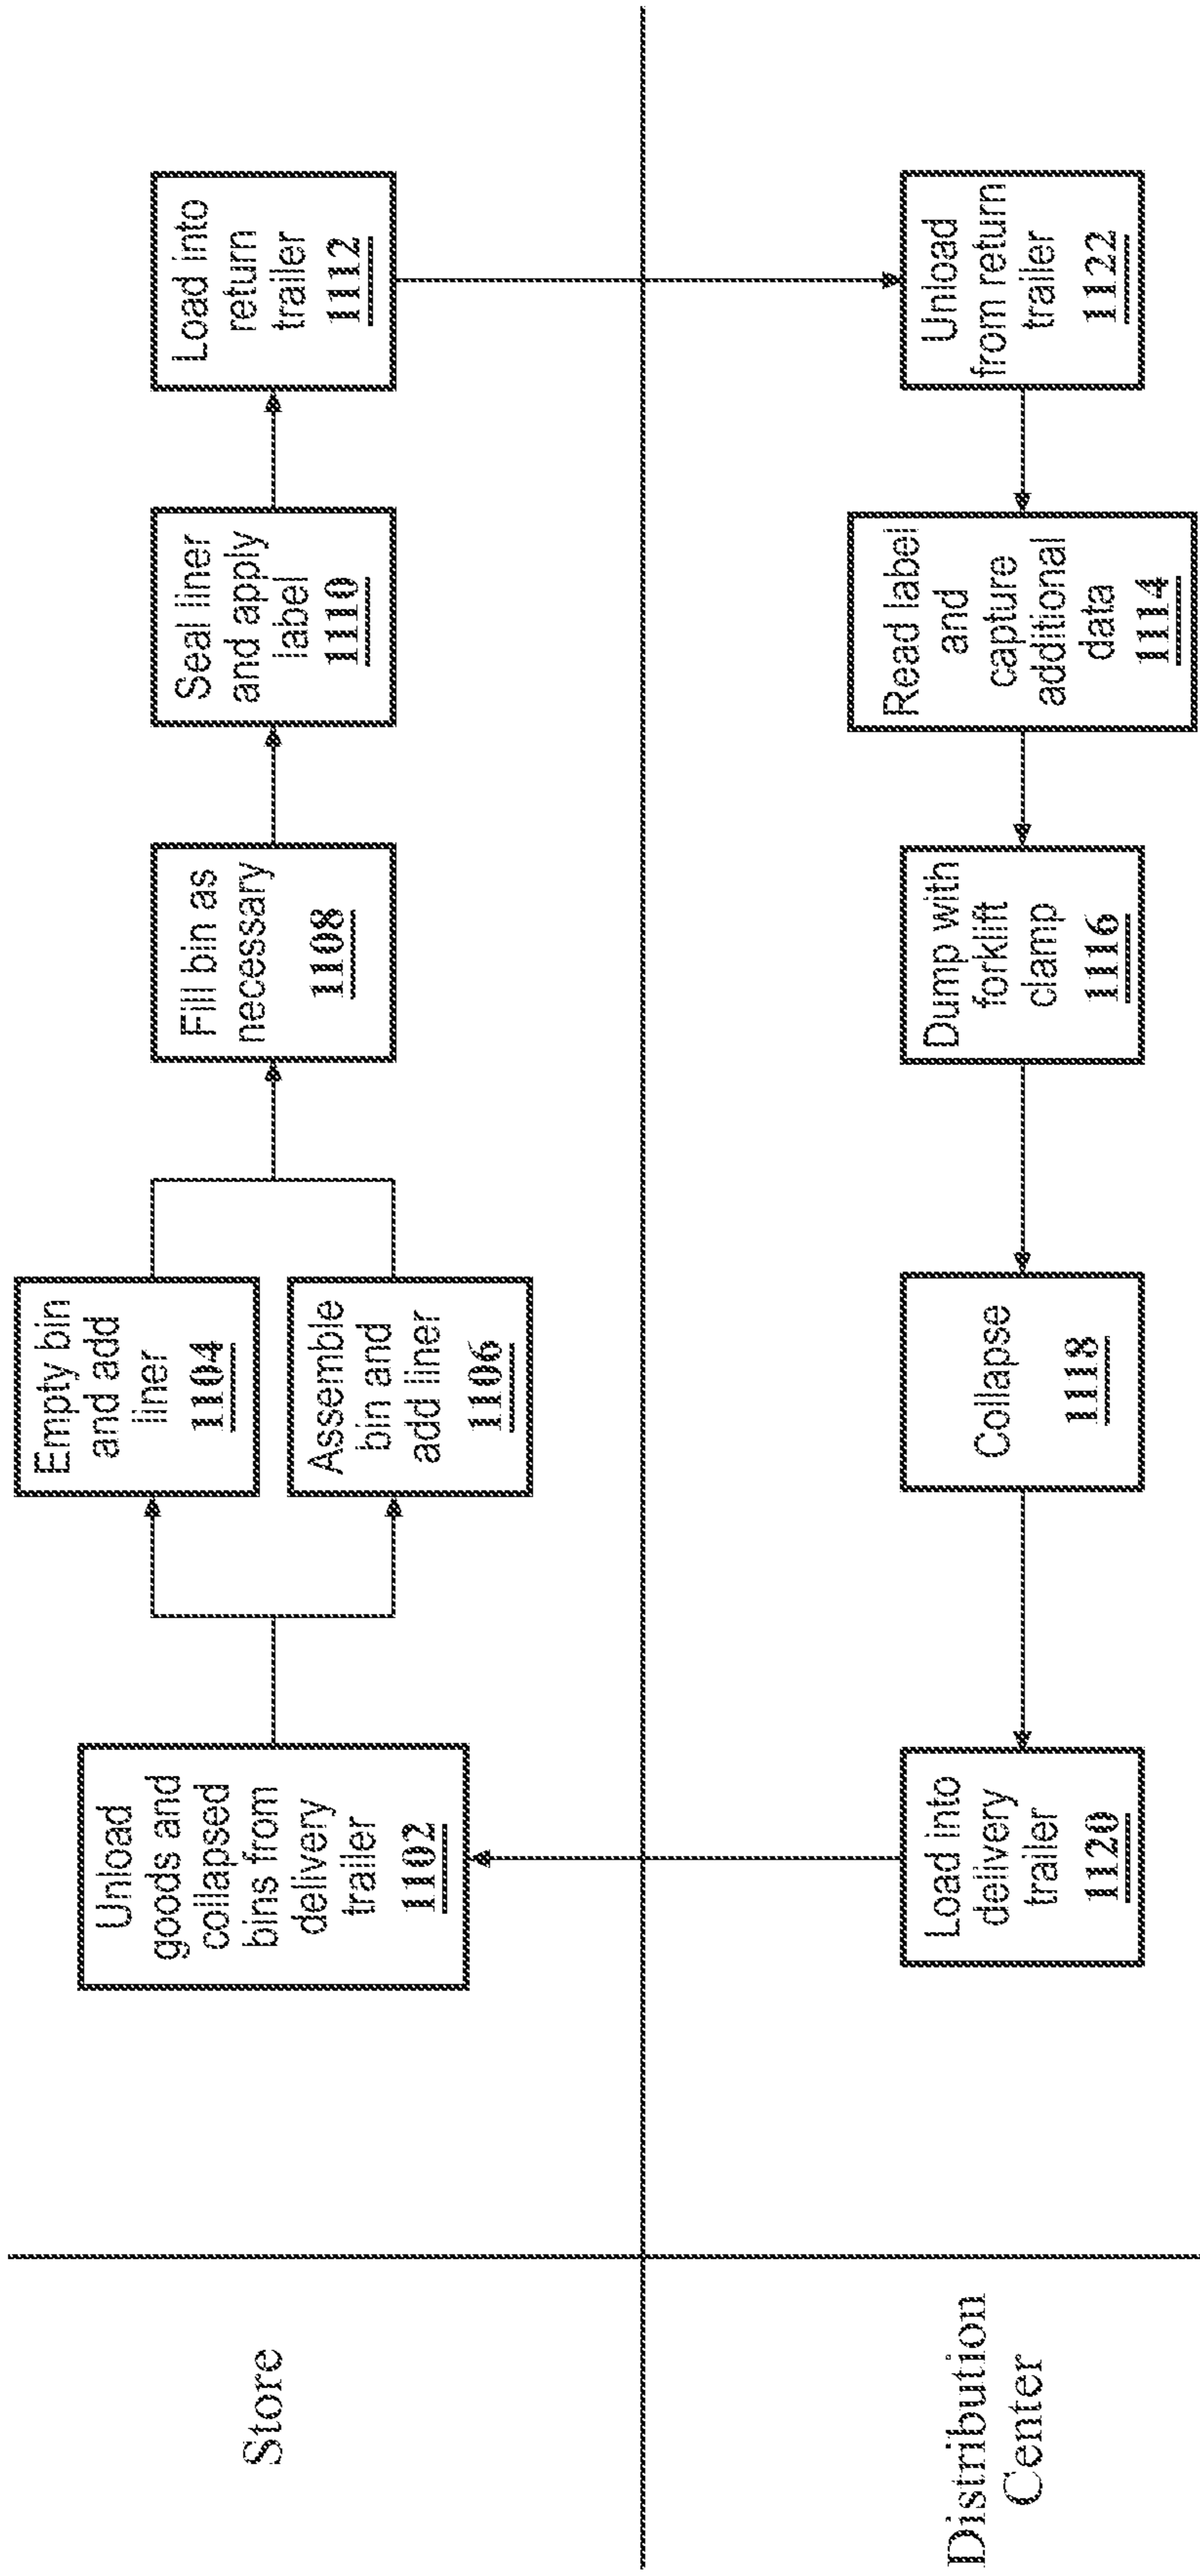 Store
Unload
goods and
collapsed
bins from
delivery
trailer
1102
Empty bin
and add
liner
1104
Assemble
bin and
add liner
1106
Fill bin as
necessary
1108
Seal liner
and apply
label
1110
Load into
return
trailer
1112
Distribution
Center
Load into
delivery
trailer
1120
Collapse
1118
Dump with
forklift
clamp
1116
Read label
and
capture
additional
data
1114
Unload
from return
trailer
1122